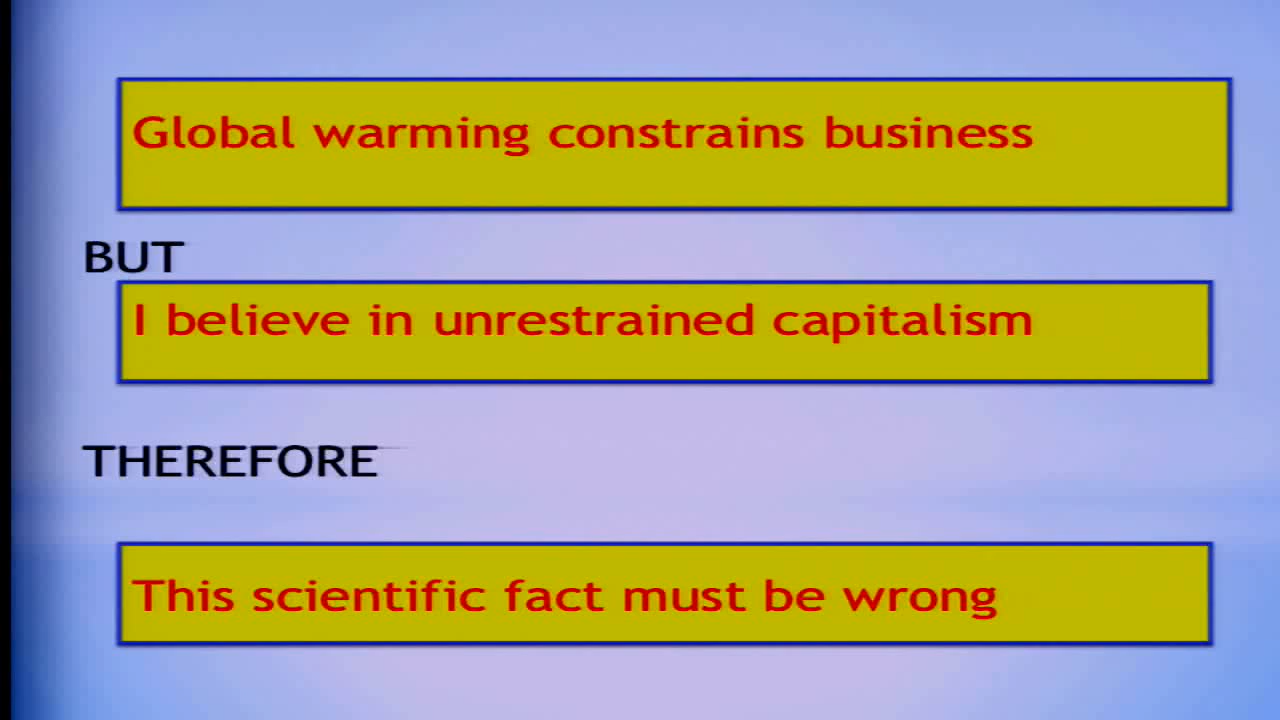 Global warming constrains business
BUT
I believe in unrestrained capitalism
THEREFORE
This scientific fact must be wrong